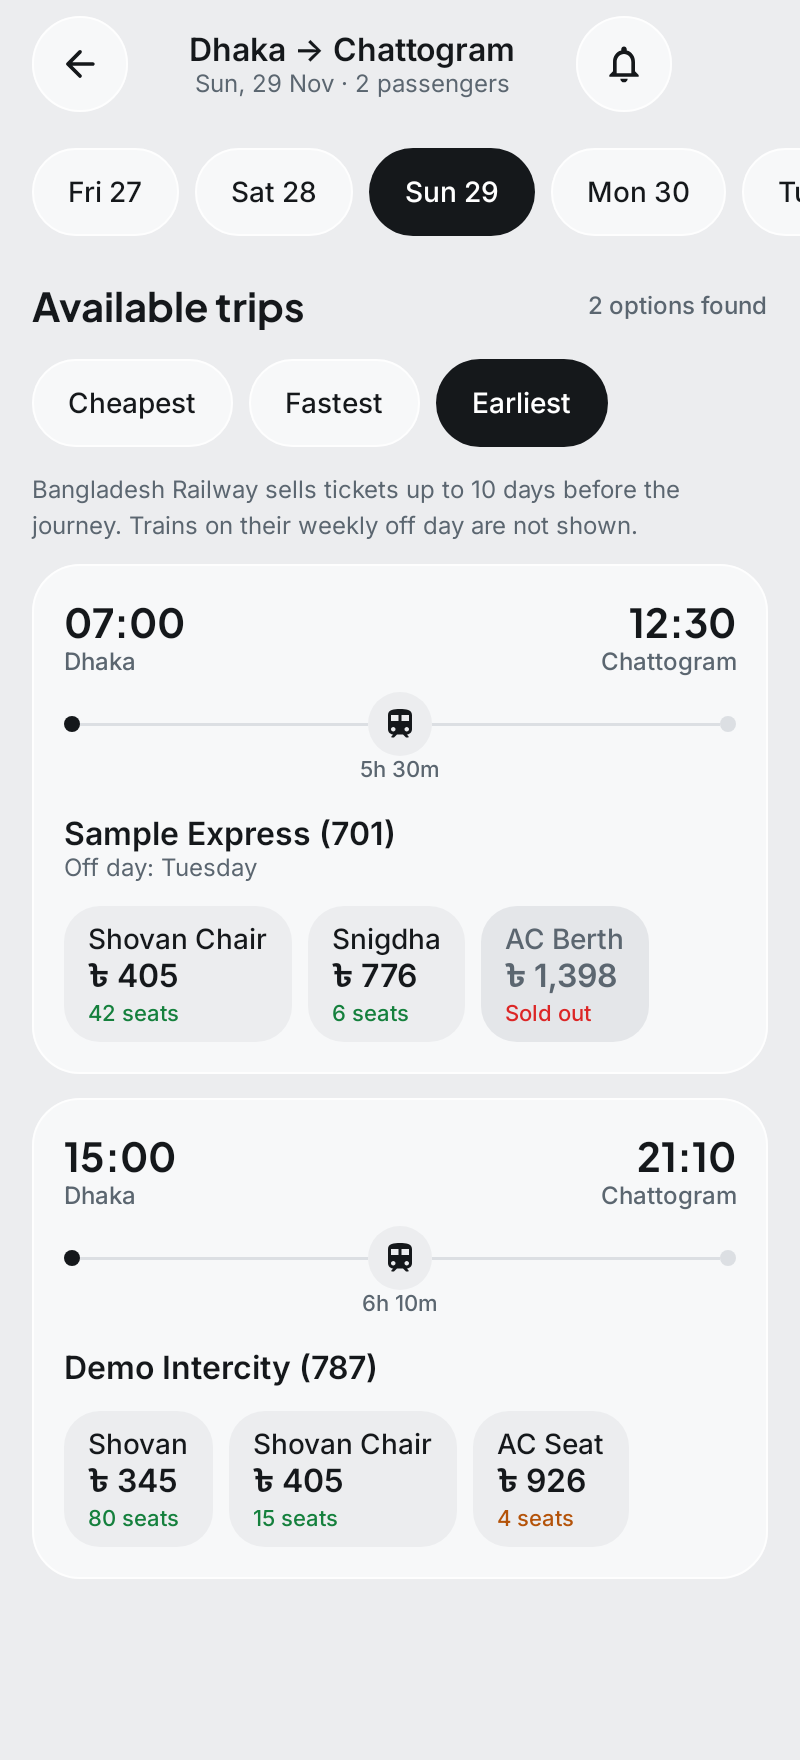 Dhaka → Chattogram
Sun, 29 Nov · 2 passengers
Fri 27 Sat 28 Sun 29 Mon 30
Available trips 2 options found
Cheapest Fastest Earliest
Bangladesh Railway sells tickets up to 10 days before the
journey. Trains on their weekly off day are not shown.
07:00 12:30
Dhaka Chattogram
5h 30m
Sample Express (701)
Off day: Tuesday
Shovan Chair Snigdha AC Berth
৳ 405 ৳ 776 ৳ 1,398
42 seats 6 seats Sold out
15:00 21:10
Dhaka Chattogram
6h 10m
Demo Intercity (787)
Shovan Shovan Chair AC Seat
৳ 345 ৳ 405 ৳ 926
80 seats 15 seats 4 seats